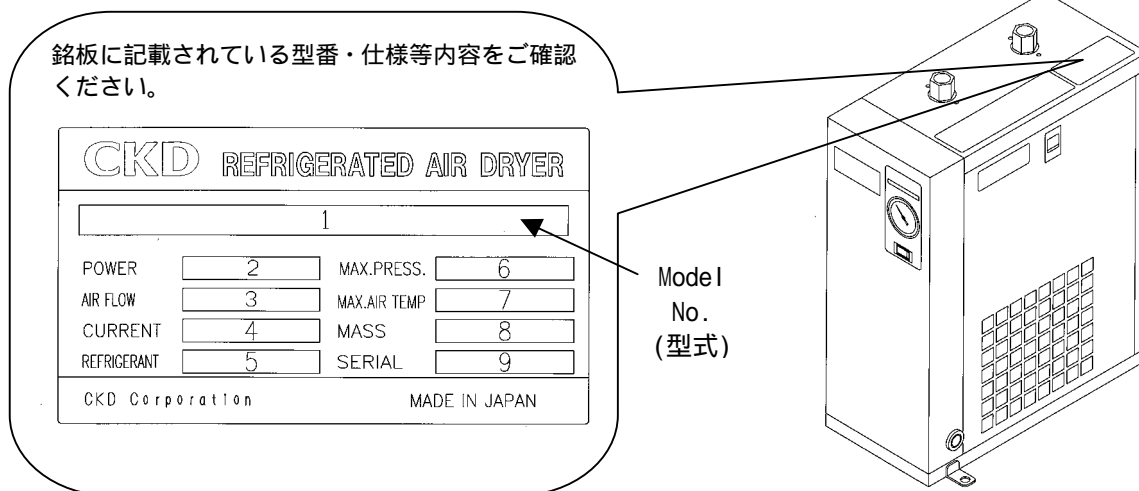 銘板に記載されている型番・仕様等内容をご確認
ください。
CKD REFRIGERATED AIR DRYER
1
POWER 2 MAX.PRESS. 6
AIR FLOW 3 MAX.AIR TEMP 7
CURRENT 4 MASS 8
REFRIGERANT 5 SERIAL 9
CKD Corporation MADE IN JAPAN
Model
No.
(型式)